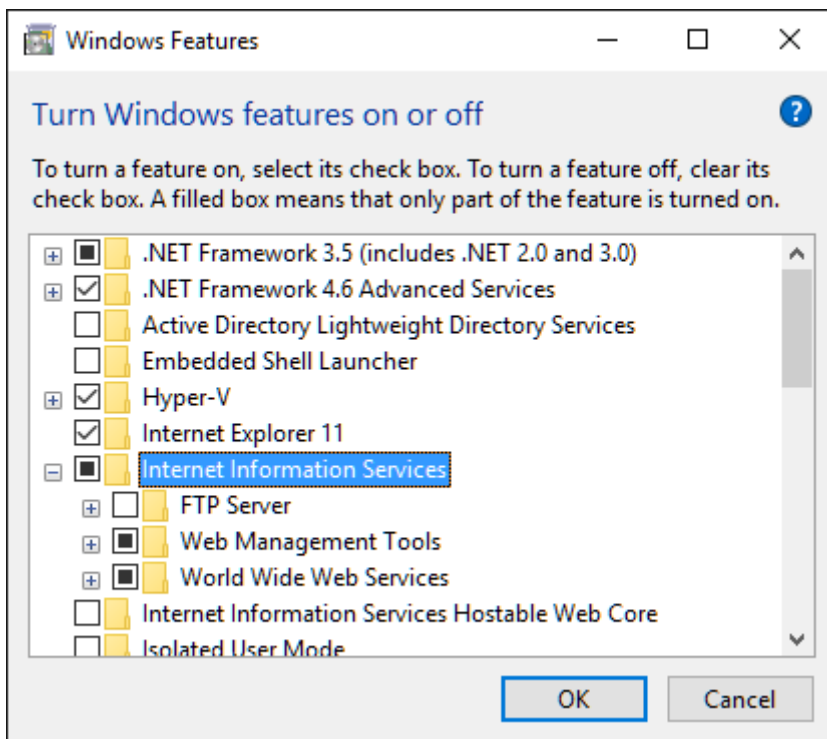 Windows Features
Turn Windows features on or off
To turn a feature on, select its check box. To turn a feature off, clear its
check box. A filled box means that only part of the feature is turned on.
.NET Framework 3.5 (includes .NET 2.0 and 3.0)
.NET Framework 4.6 Advanced Services
Active Directory Lightweight Directory Services
Embedded Shell Launcher
Hyper-V
Internet Explorer 11
Internet Information Services
FTP Server
Web Management Tools
World Wide Web Services
Internet Information Services Hostable Web Core
Isolated User Mode
OK Cancel